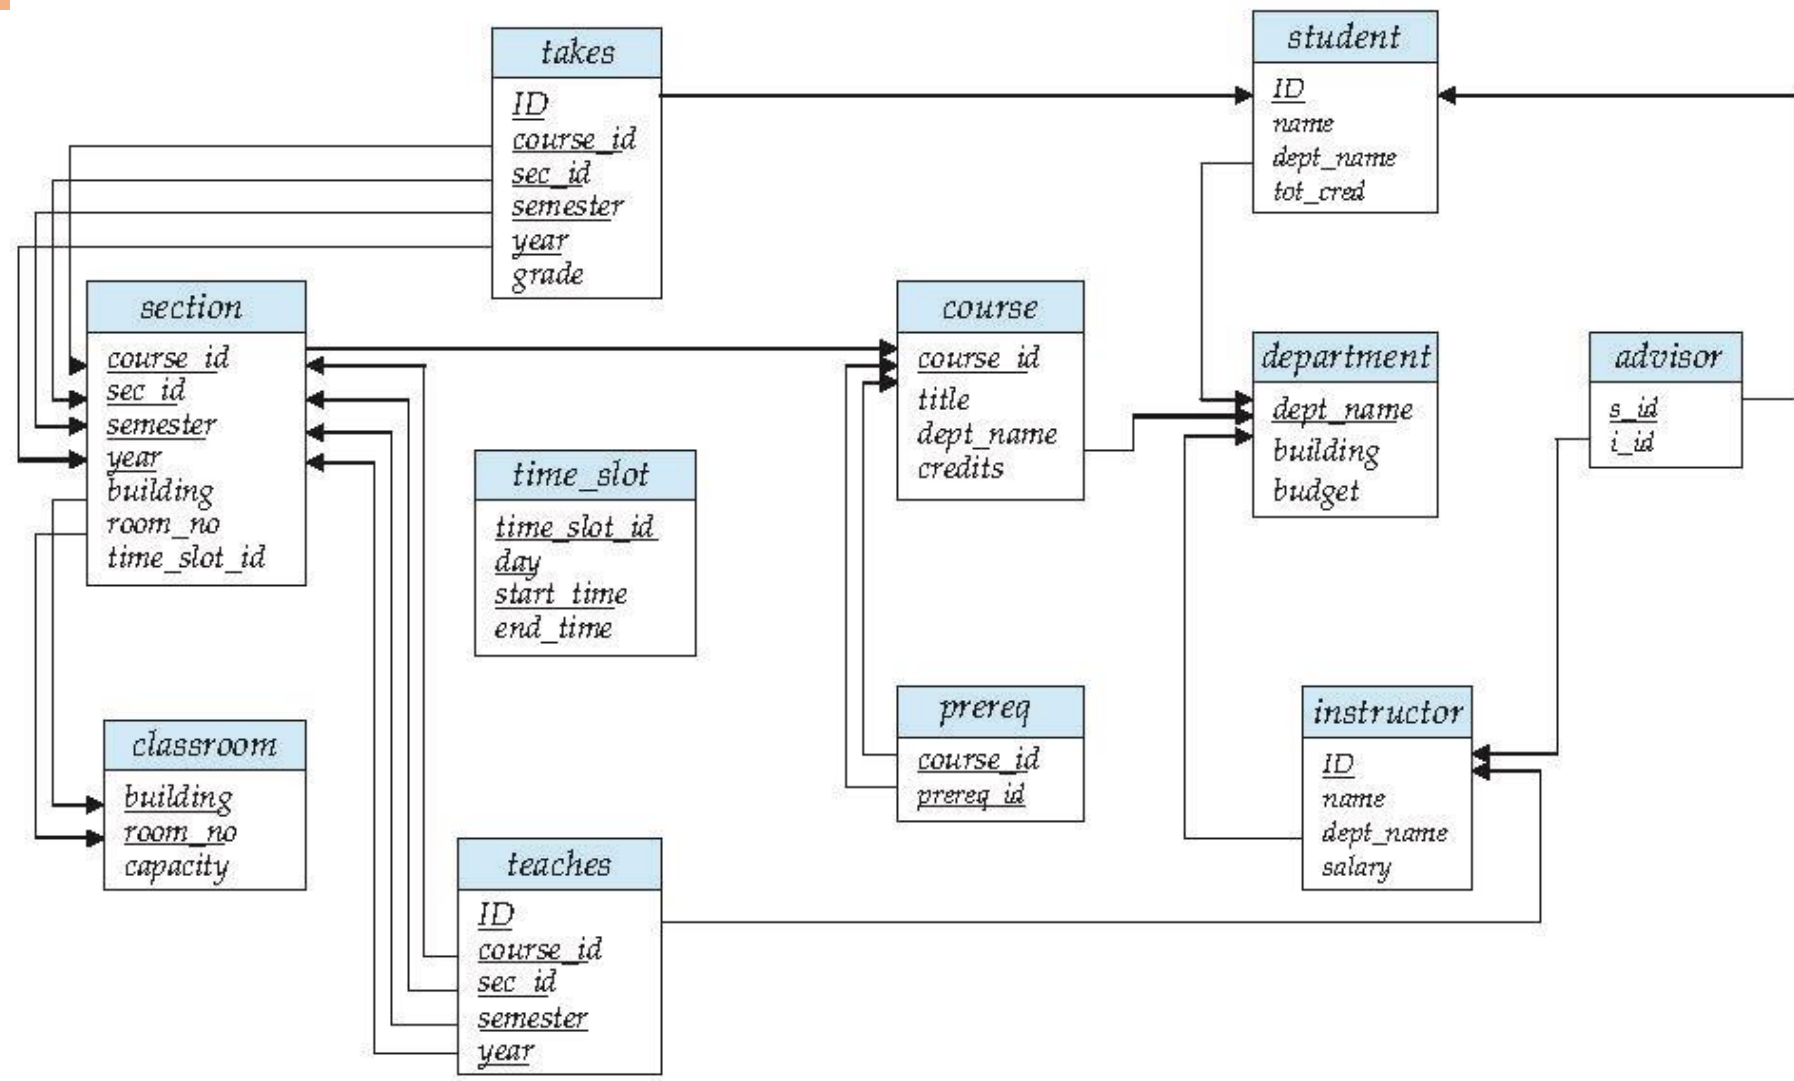 takes
ID
course_id
sec_id
semester
year
grade
student
ID
name
dept_name
tot_cred
section
course_id
sec_id
semester
year
building
room_no
time_slot_id
course
course_id
title
dept_name
credits
department
dept_name
building
budget
advisor
s_id
i_id
time_slot
time_slot_id
day
start_time
end_time
prereq
course_id
prereq_id
instructor
ID
name
dept_name
salary
classroom
building
room_no
capacity
teaches
ID
course_id
sec_id
semester
year